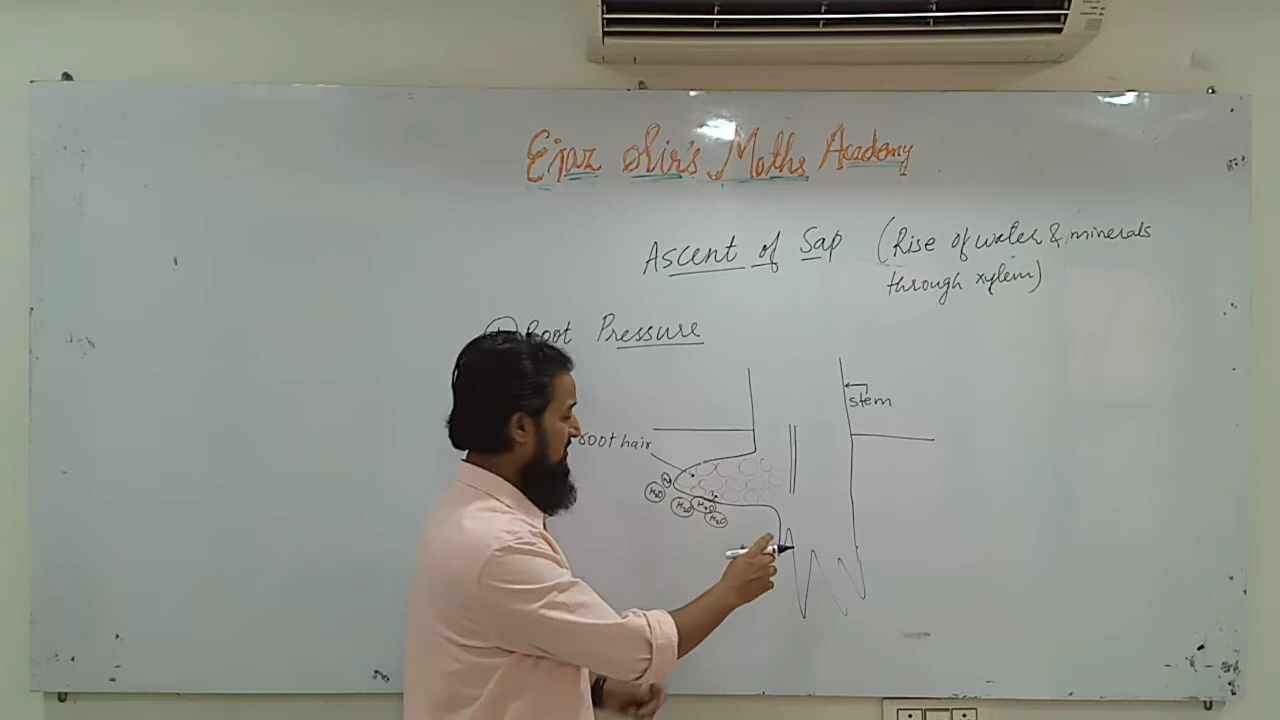 Ejaz Sir's Maths Academy
Ascent of Sap (Rise of water & minerals
through xylem)
Root Pressure
stem
root hair
H₂O
H₂O
H₂O
H₂O